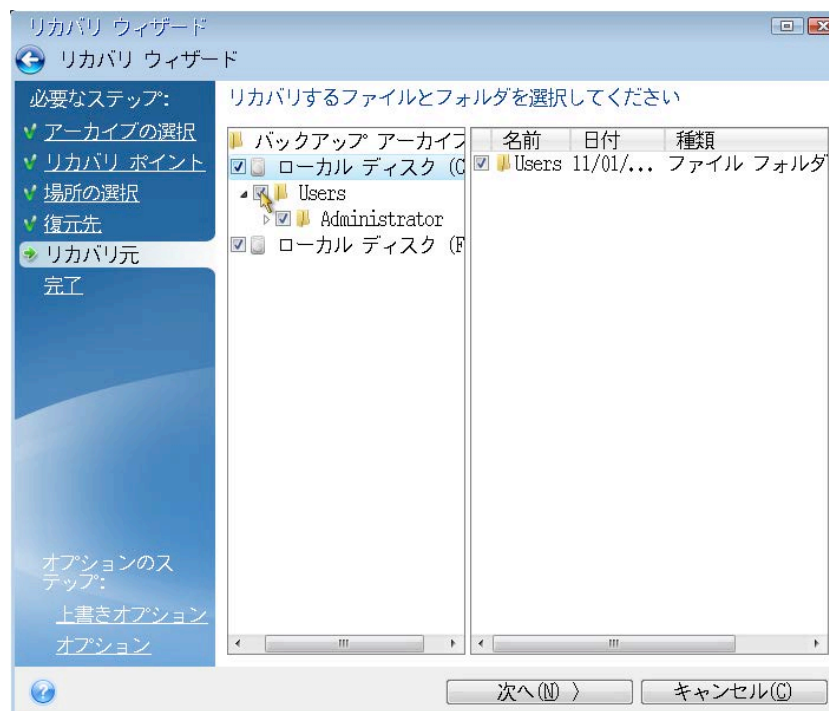 リカバリ ウィザード
リカバリ ウィザード
必要なステップ:
アーカイブの選択
リカバリ ポイント
場所の選択
復元先
リカバリ元
完了
オプションのス
テップ:
上書きオプション
オプション
リカバリするファイルとフォルダを選択してください
バックアップ アーカイブ
ローカル ディスク (C
Users
Administrator
ローカル ディスク (F
名前 日付 種類
Users 11/01/... ファイル フォルダ
次へ(N) 〉 キャンセル(C)